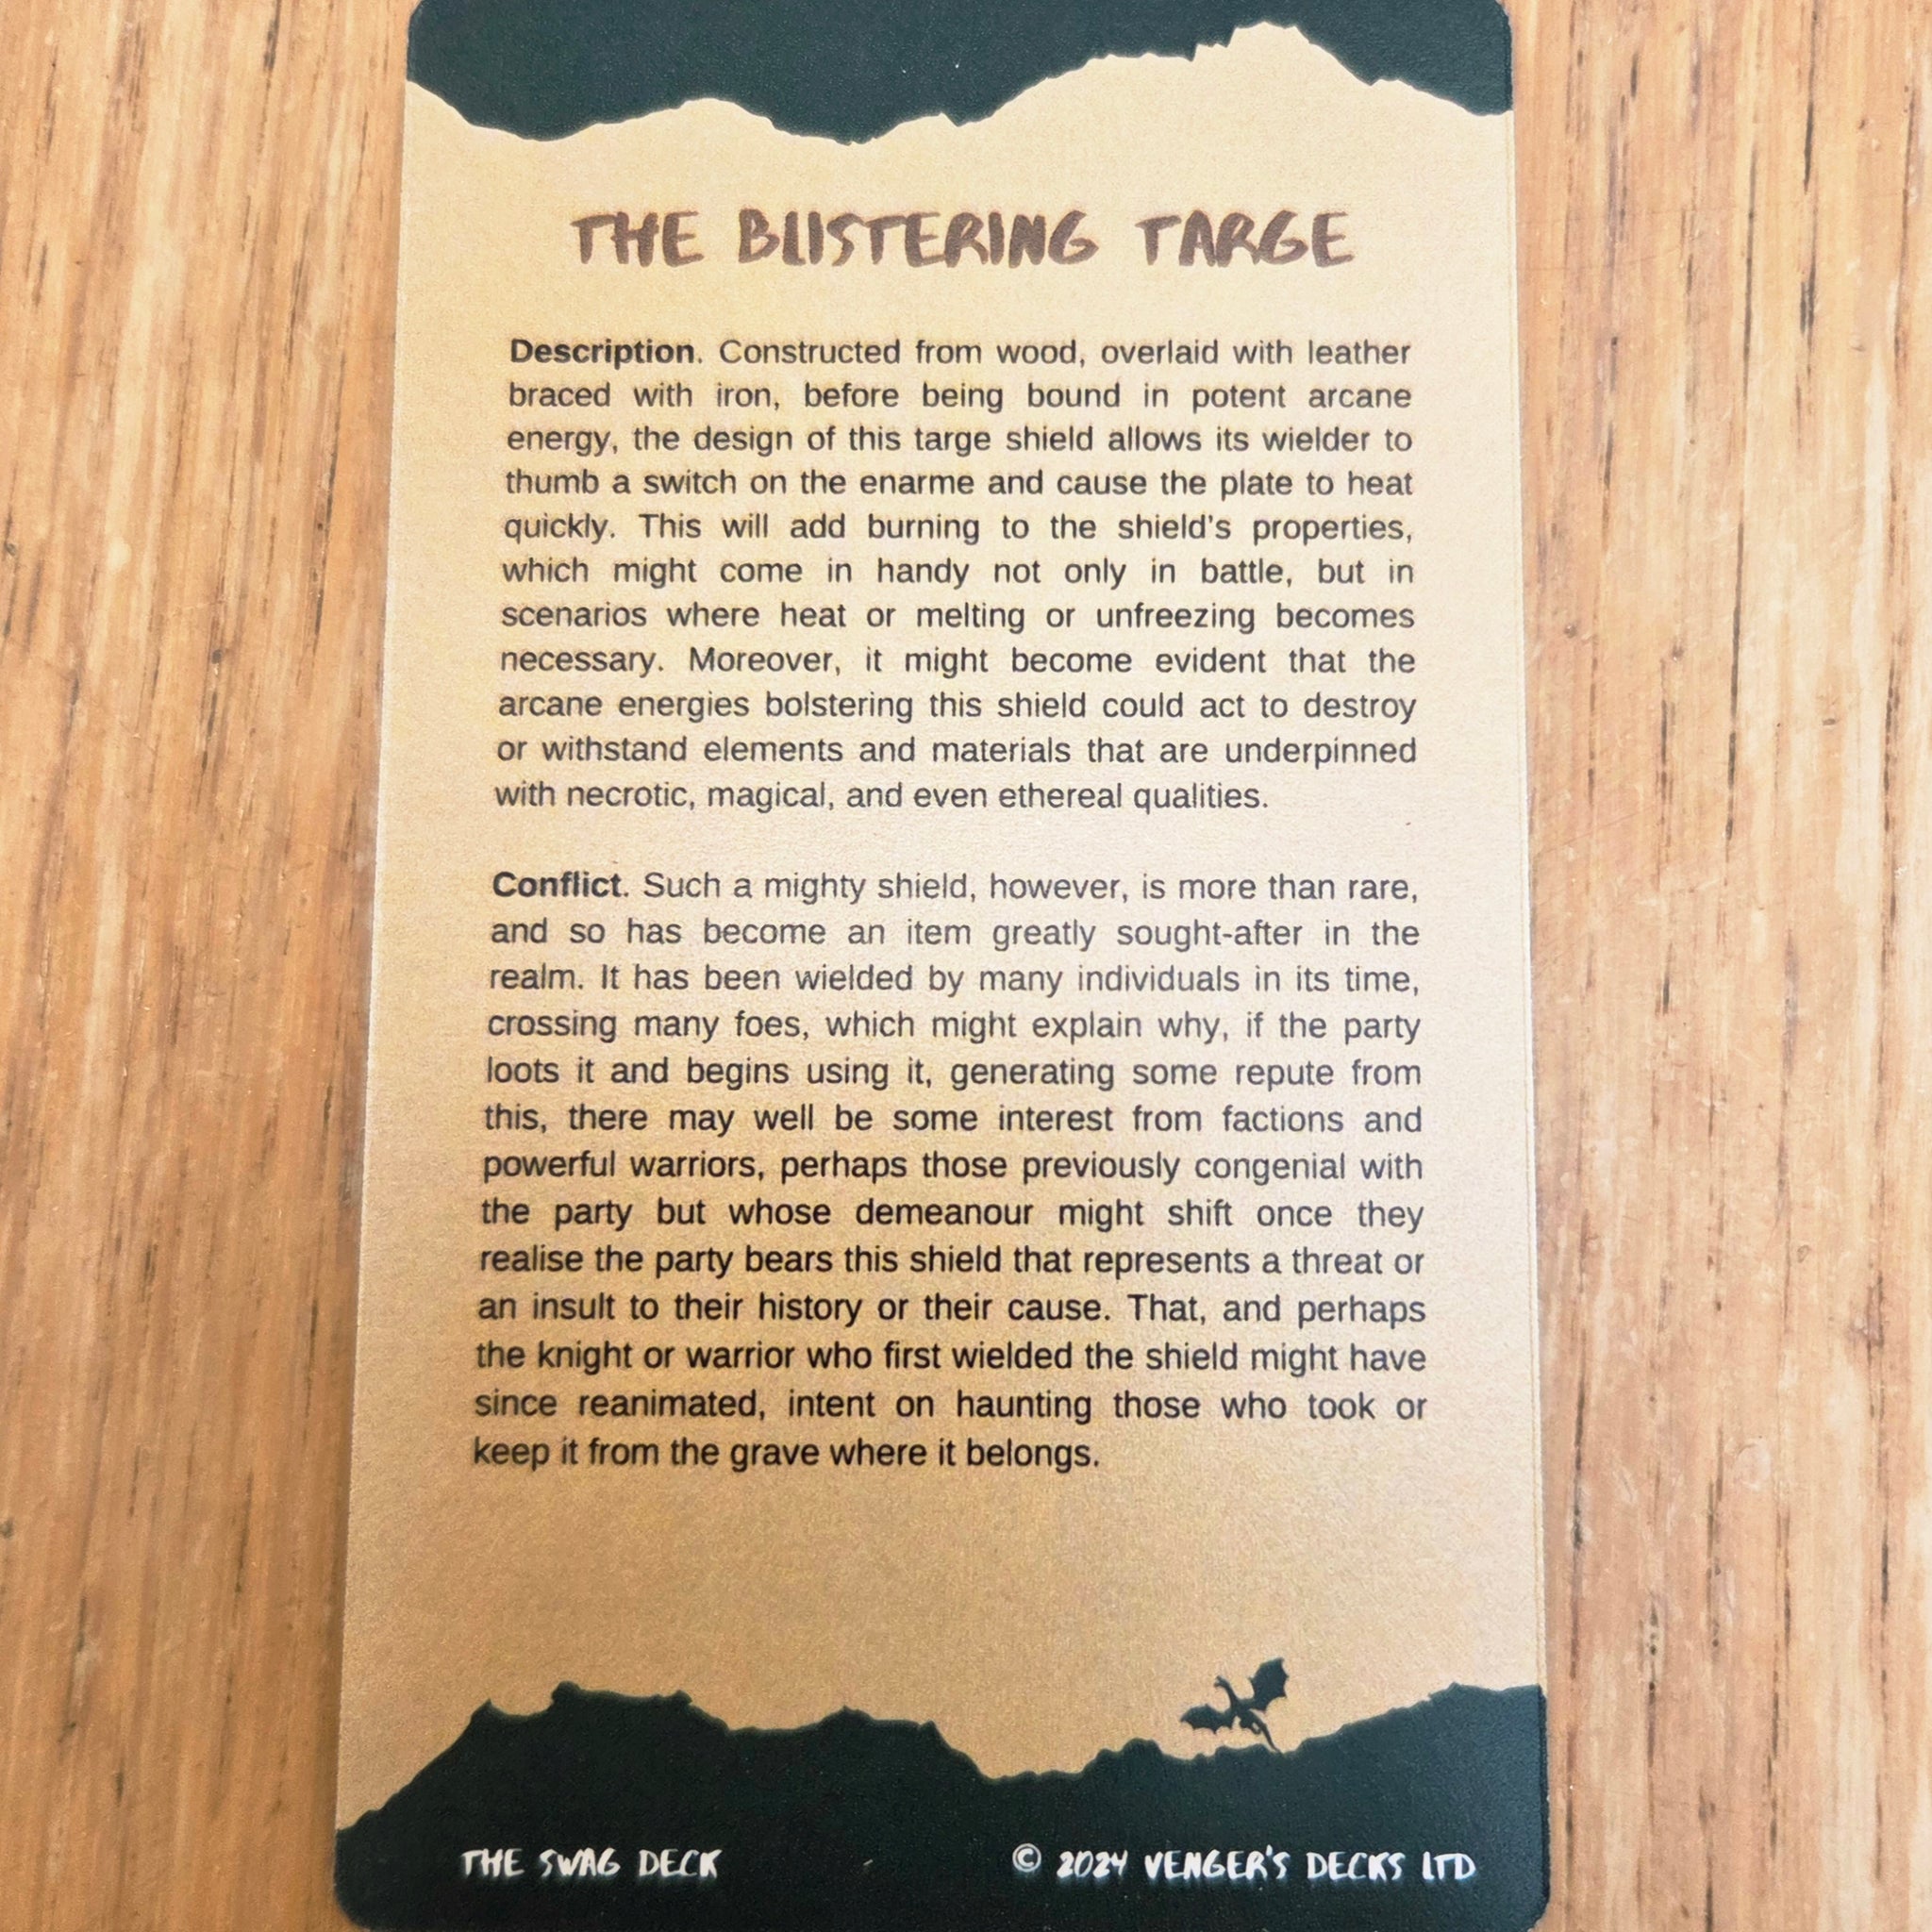 THE BLISTERING TARGE
Description. Constructed from wood, overlaid with leather
braced with iron, before being bound in potent arcane
energy, the design of this targe shield allows its wielder to
thumb a switch on the enarme and cause the plate to heat
quickly. This will add burning to the shield's properties,
which might come in handy not only in battle, but in
scenarios where heat or melting or unfreezing becomes
necessary. Moreover, it might become evident that the
arcane energies bolstering this shield could act to destroy
or withstand elements and materials that are underpinned
with necrotic, magical, and even ethereal qualities.
Conflict. Such a mighty shield, however, is more than rare,
and so has become an item greatly sought-after in the
realm. It has been wielded by many individuals in its time,
crossing many foes, which might explain why, if the party
loots it and begins using it, generating some repute from
this, there may well be some interest from factions and
powerful warriors, perhaps those previously congenial with
the party but whose demeanour might shift once they
realise the party bears this shield that represents a threat or
an insult to their history or their cause. That, and perhaps
the knight or warrior who first wielded the shield might have
since reanimated, intent on haunting those who took or
keep it from the grave where it belongs.
THE SWAG DECK
© 2024 VENGER'S DECKS LTD